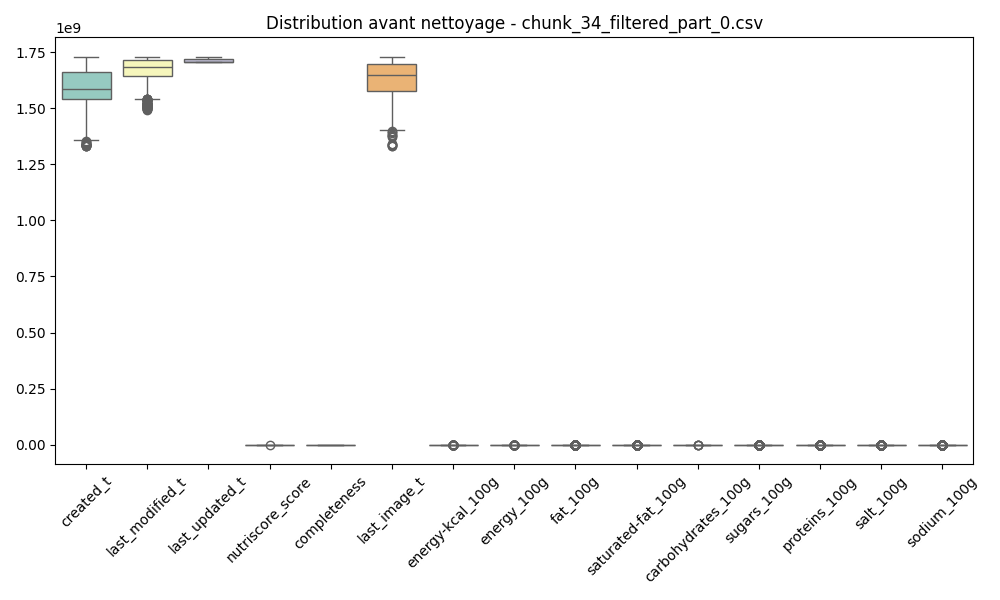 Distribution avant nettoyage - chunk_34_filtered_part_0.csv
1e9
1.75
1.50
1.25
1.00
0.75
0.50
0.25
0.00
created_t
last_modified_t
last_updated_t
nutriscore_score
completeness
last_image_t
energy-kcal_100g
energy_100g
fat_100g
saturated-fat_100g
carbohydrates_100g
sugars_100g
proteins_100g
salt_100g
sodium_100g